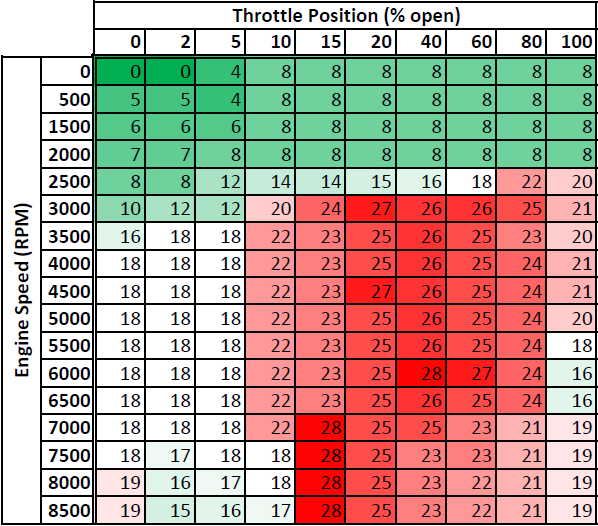 Throttle Position (% open)
0 2 5 10 15 20 40 60 80 100
Engine Speed (RPM)
0 0 0 4 8 8 8 8 8 8 8
500 5 5 4 8 8 8 8 8 8 8
1500 6 6 6 8 8 8 8 8 8 8
2000 7 7 8 8 8 8 8 8 8 8
2500 8 8 12 14 14 15 16 18 22 20
3000 10 12 12 20 24 27 26 26 25 21
3500 16 18 18 22 23 25 26 25 23 20
4000 18 18 18 22 23 25 26 25 24 21
4500 18 18 18 22 23 27 26 25 24 21
5000 18 18 18 22 23 25 26 25 24 20
5500 18 18 18 22 23 25 26 25 24 18
6000 18 18 18 22 23 25 28 27 24 16
6500 18 18 18 22 23 25 26 25 24 16
7000 18 18 18 22 28 25 25 23 21 19
7500 18 17 18 18 28 25 23 23 21 19
8000 19 16 17 18 28 25 23 22 21 19
8500 19 15 16 17 28 25 23 22 21 19